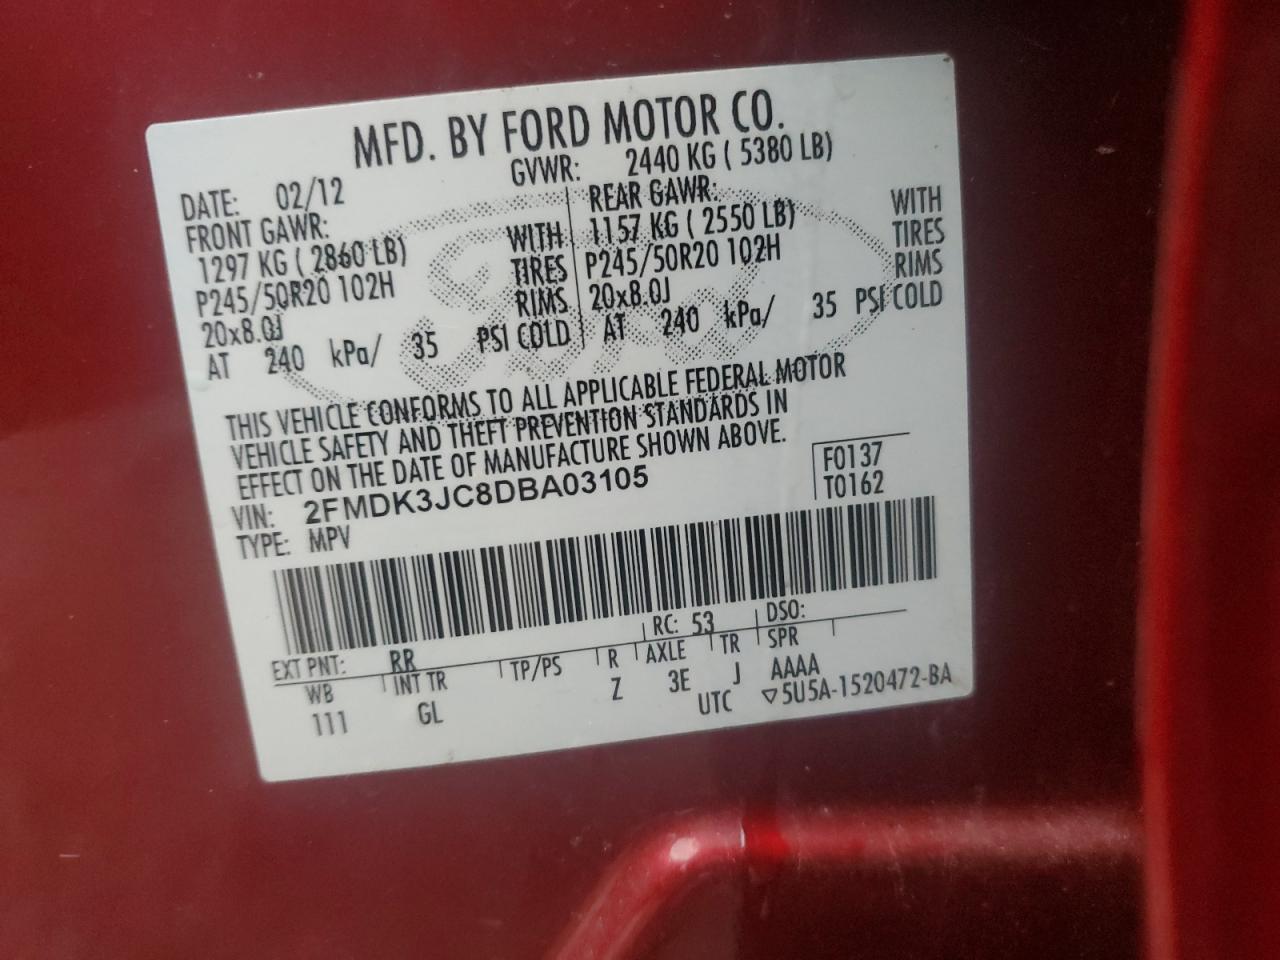 MFD. BY FORD MOTOR CO.
DATE: 02/12 GVWR: 2440 KG ( 5380 LB)
FRONT GAWR: REAR GAWR:
1297 KG ( 2860 LB) WITH 1157 KG ( 2550 LB) WITH
P245/50R20 102H TIRES P245/50R20 102H TIRES
20x8.0J RIMS 20x8.0J RIMS
AT 240 kPa/ 35 PSI COLD AT 240 kPa/ 35 PSI COLD
THIS VEHICLE CONFORMS TO ALL APPLICABLE FEDERAL MOTOR
VEHICLE SAFETY AND THEFT PREVENTION STANDARDS IN
EFFECT ON THE DATE OF MANUFACTURE SHOWN ABOVE.
VIN: 2FMDK3JC8DBA03105 F0137
TYPE: MPV T0162
EXT PNT: RR RC: 53 DSO:
WB INT TR TP/PS R AXLE TR SPR
111 GL Z 3E J AAAA
UTC ▽5U5A-1520472-BA